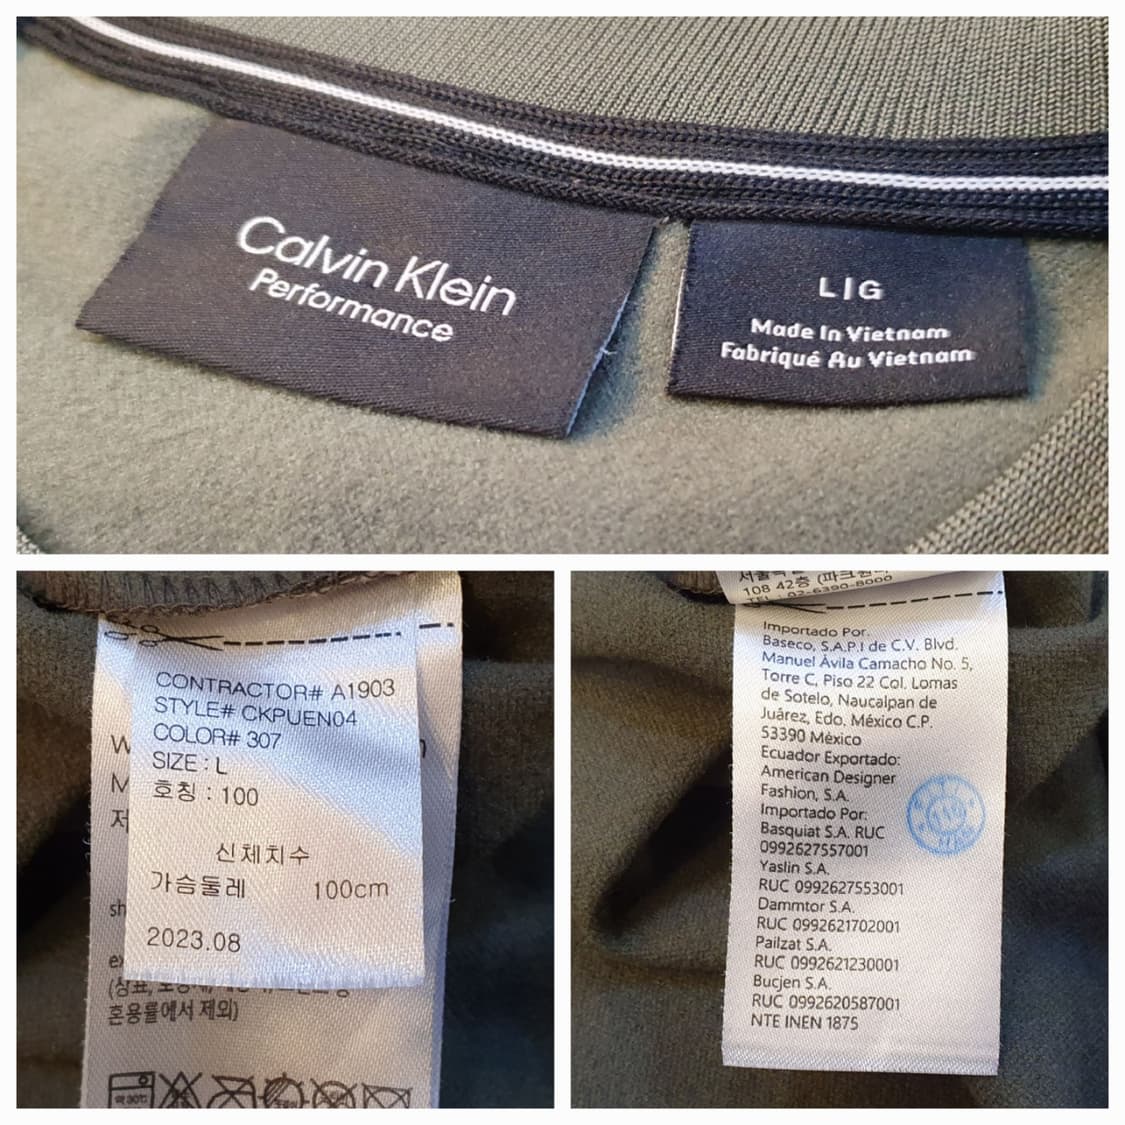 Calvin Klein
Performance
L|G
Made In Vietnam
Fabriqué Au Vietnam
CONTRACTOR# A1903
STYLE# CKPUEN04
COLOR# 307
SIZE : L
호칭 : 100
신체치수
가슴둘레 100cm
2023.08
혼용률에서 제외)
108 42층
TEL : 02-6390-8000
Importado Por.
Baseco, S.A.P.I de C.V. Blvd.
Manuel Ávila Camacho No. 5,
Torre C, Piso 22 Col. Lomas
de Sotelo, Naucalpan de
Juárez, Edo. México C.P.
53390 México
Ecuador Exportado:
American Designer
Fashion, S.A.
Importado Por:
Basquiat S.A. RUC
0992627557001
Yaslin S.A.
RUC 0992627553001
Dammtor S.A.
RUC 0992621702001
Pailzat S.A.
RUC 0992621230001
Bucjen S.A.
RUC 0992620587001
NTE INEN 1875